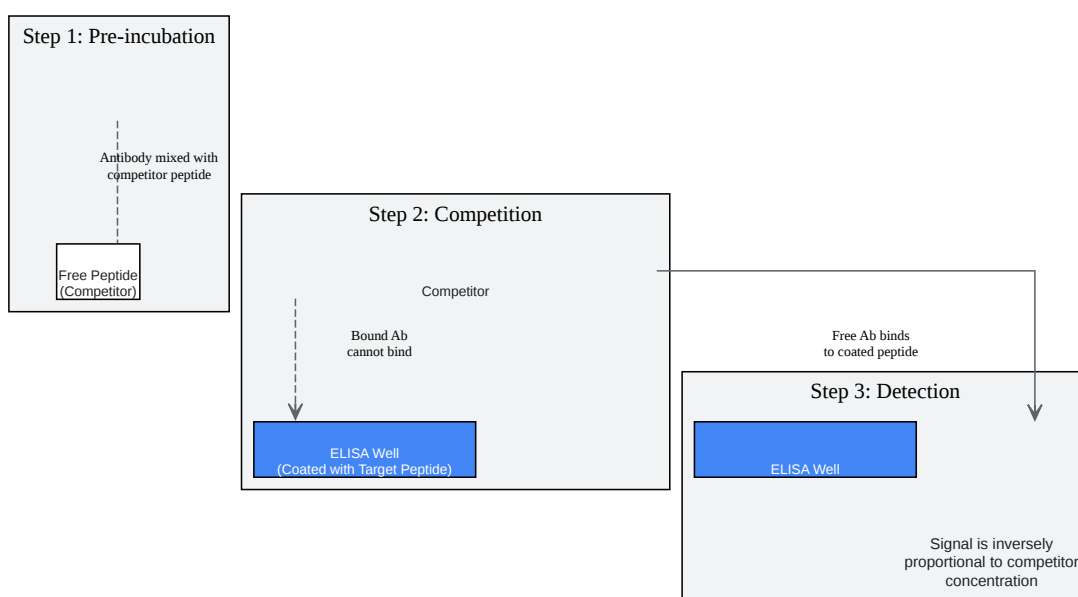 Step 1: Pre-incubation
Antibody mixed with
competitor peptide
Free Peptide
(Competitor)
Step 2: Competition
Competitor
Bound Ab
cannot bind
ELISA Well
(Coated with Target Peptide)
Free Ab binds
to coated peptide
Step 3: Detection
ELISA Well
Signal is inversely
proportional to competitor
concentration